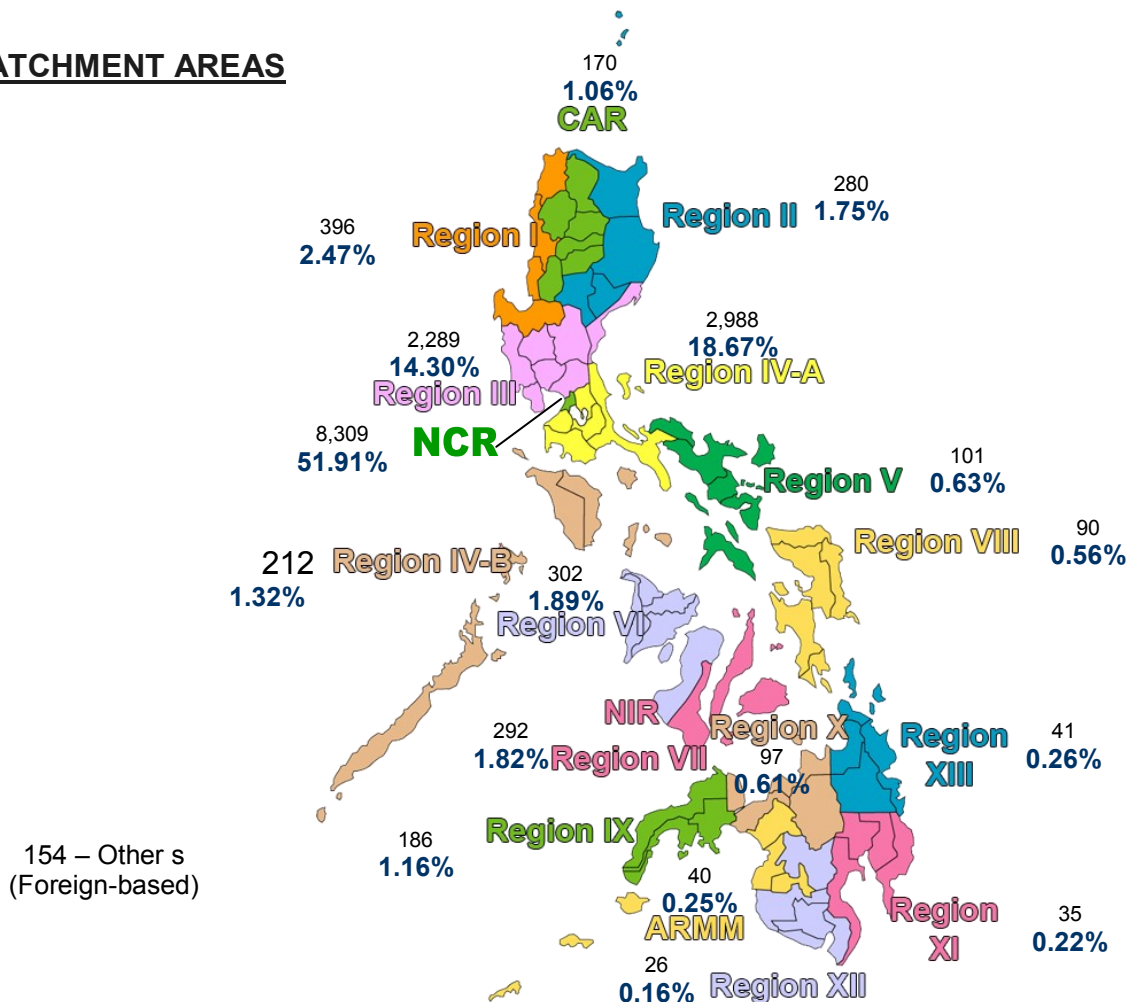 ATCHMENT AREAS
170
1.06%
CAR
280
1.75%
Region II
396
2.47%
Region I
2,988
18.67%
Region IV-A
2,289
14.30%
Region III
8,309
51.91%
NCR
101
0.63%
Region V
90
0.56%
Region VIII
212
1.32%
Region IV-B
302
1.89%
Region VI
NIR
292
1.82%
Region VII
Region X
97
0.61%
Region
XIII
41
0.26%
Region IX
186
1.16%
154 – Other s
(Foreign-based)
40
0.25%
ARMM
Region
XI
35
0.22%
26
0.16%
Region XII